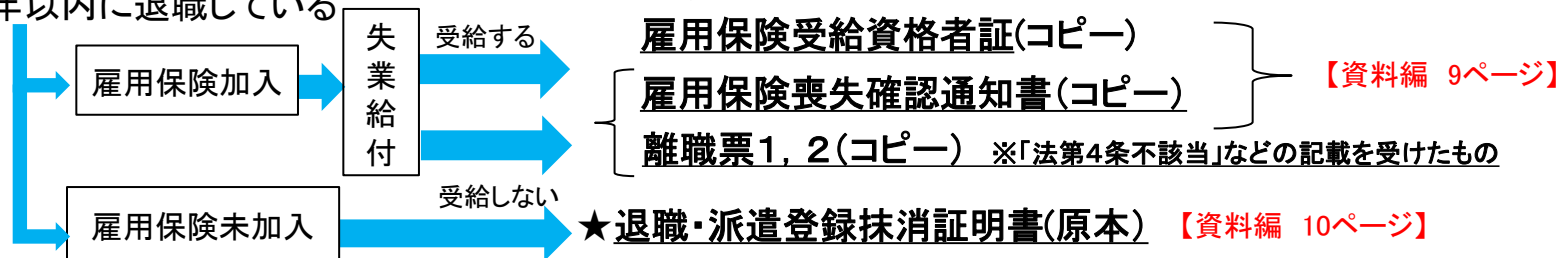 年以内に退職している
雇用保険加入
失業給付
受給する
雇用保険受給資格者証(コピー)
雇用保険喪失確認通知書(コピー)
【資料編 9ページ】
離職票1，2(コピー) ※「法第4条不該当」などの記載を受けたもの
受給しない
雇用保険未加入
★退職・派遣登録抹消証明書(原本) 【資料編 10ページ】